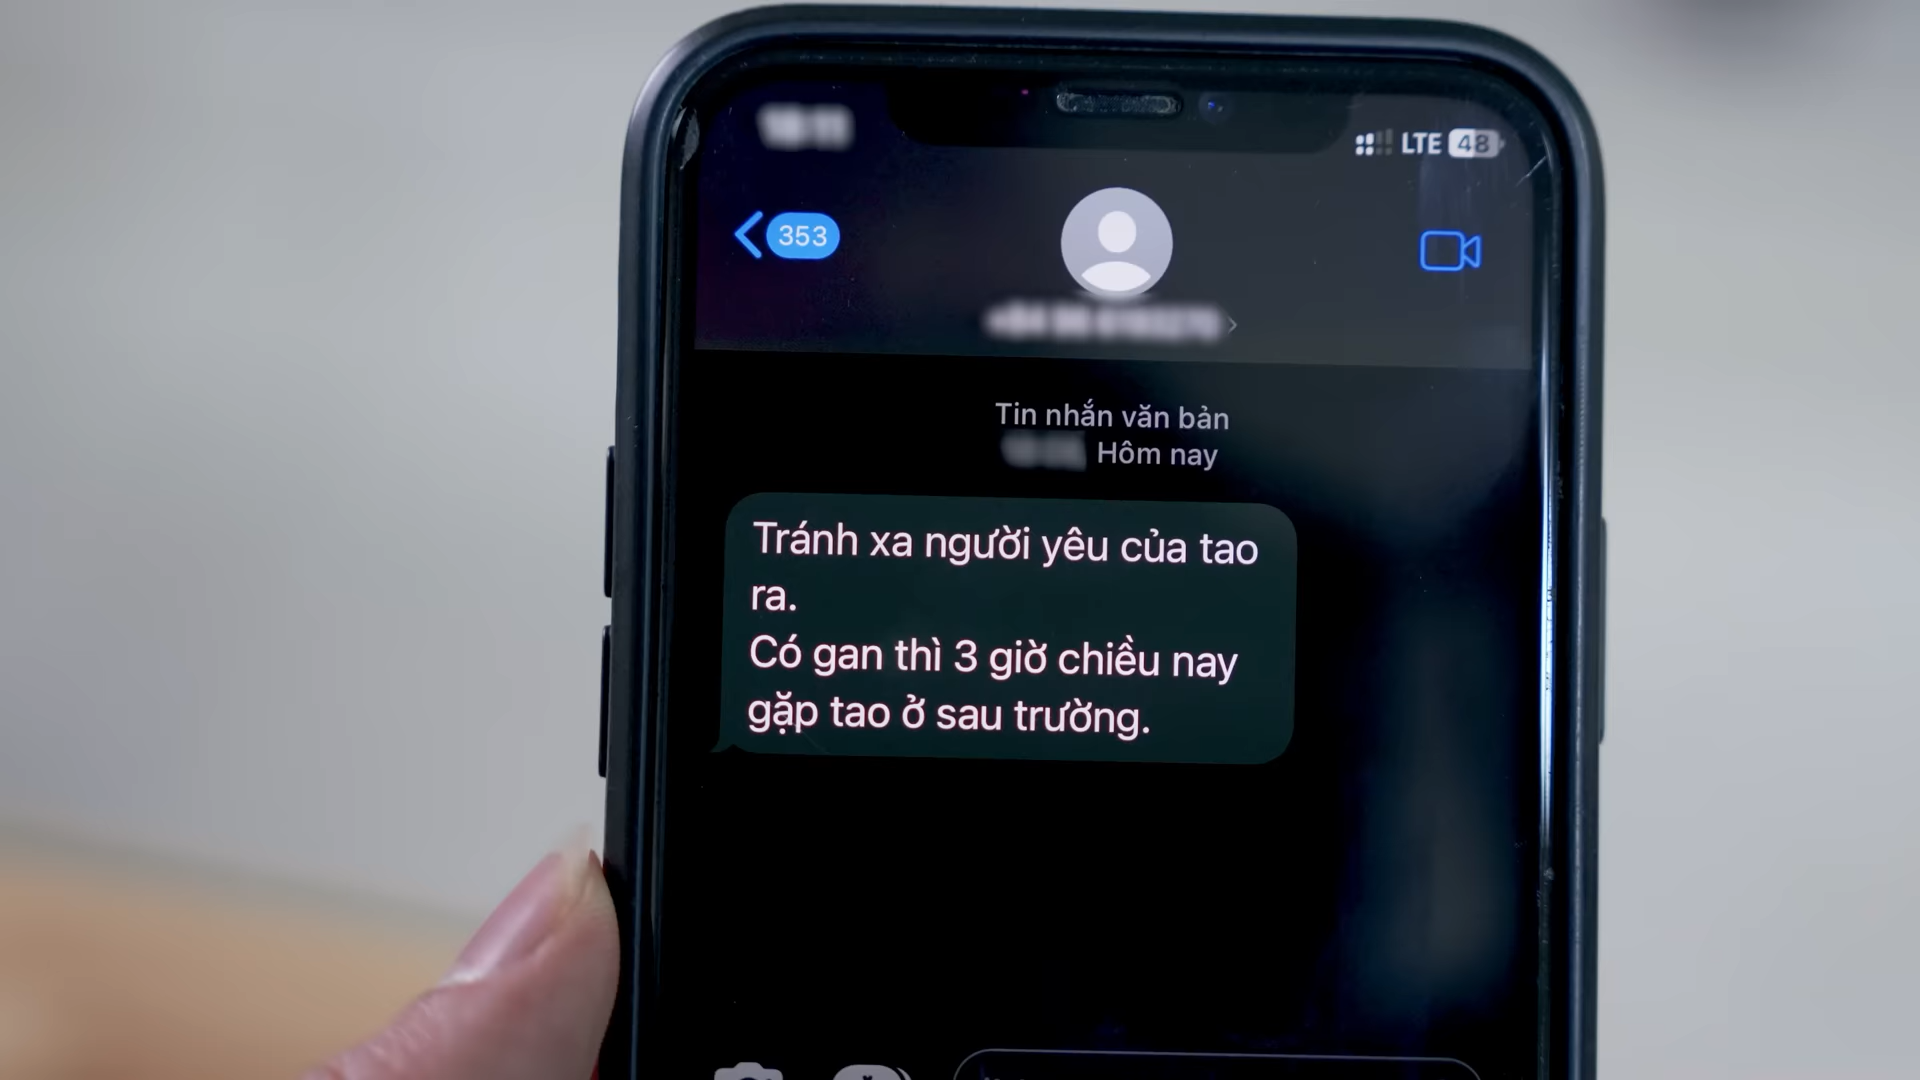 LTE 48
353
Tin nhắn văn bản
Hôm nay
Tránh xa người yêu của tao
ra.
Có gan thì 3 giờ chiều nay
gặp tao ở sau trường.